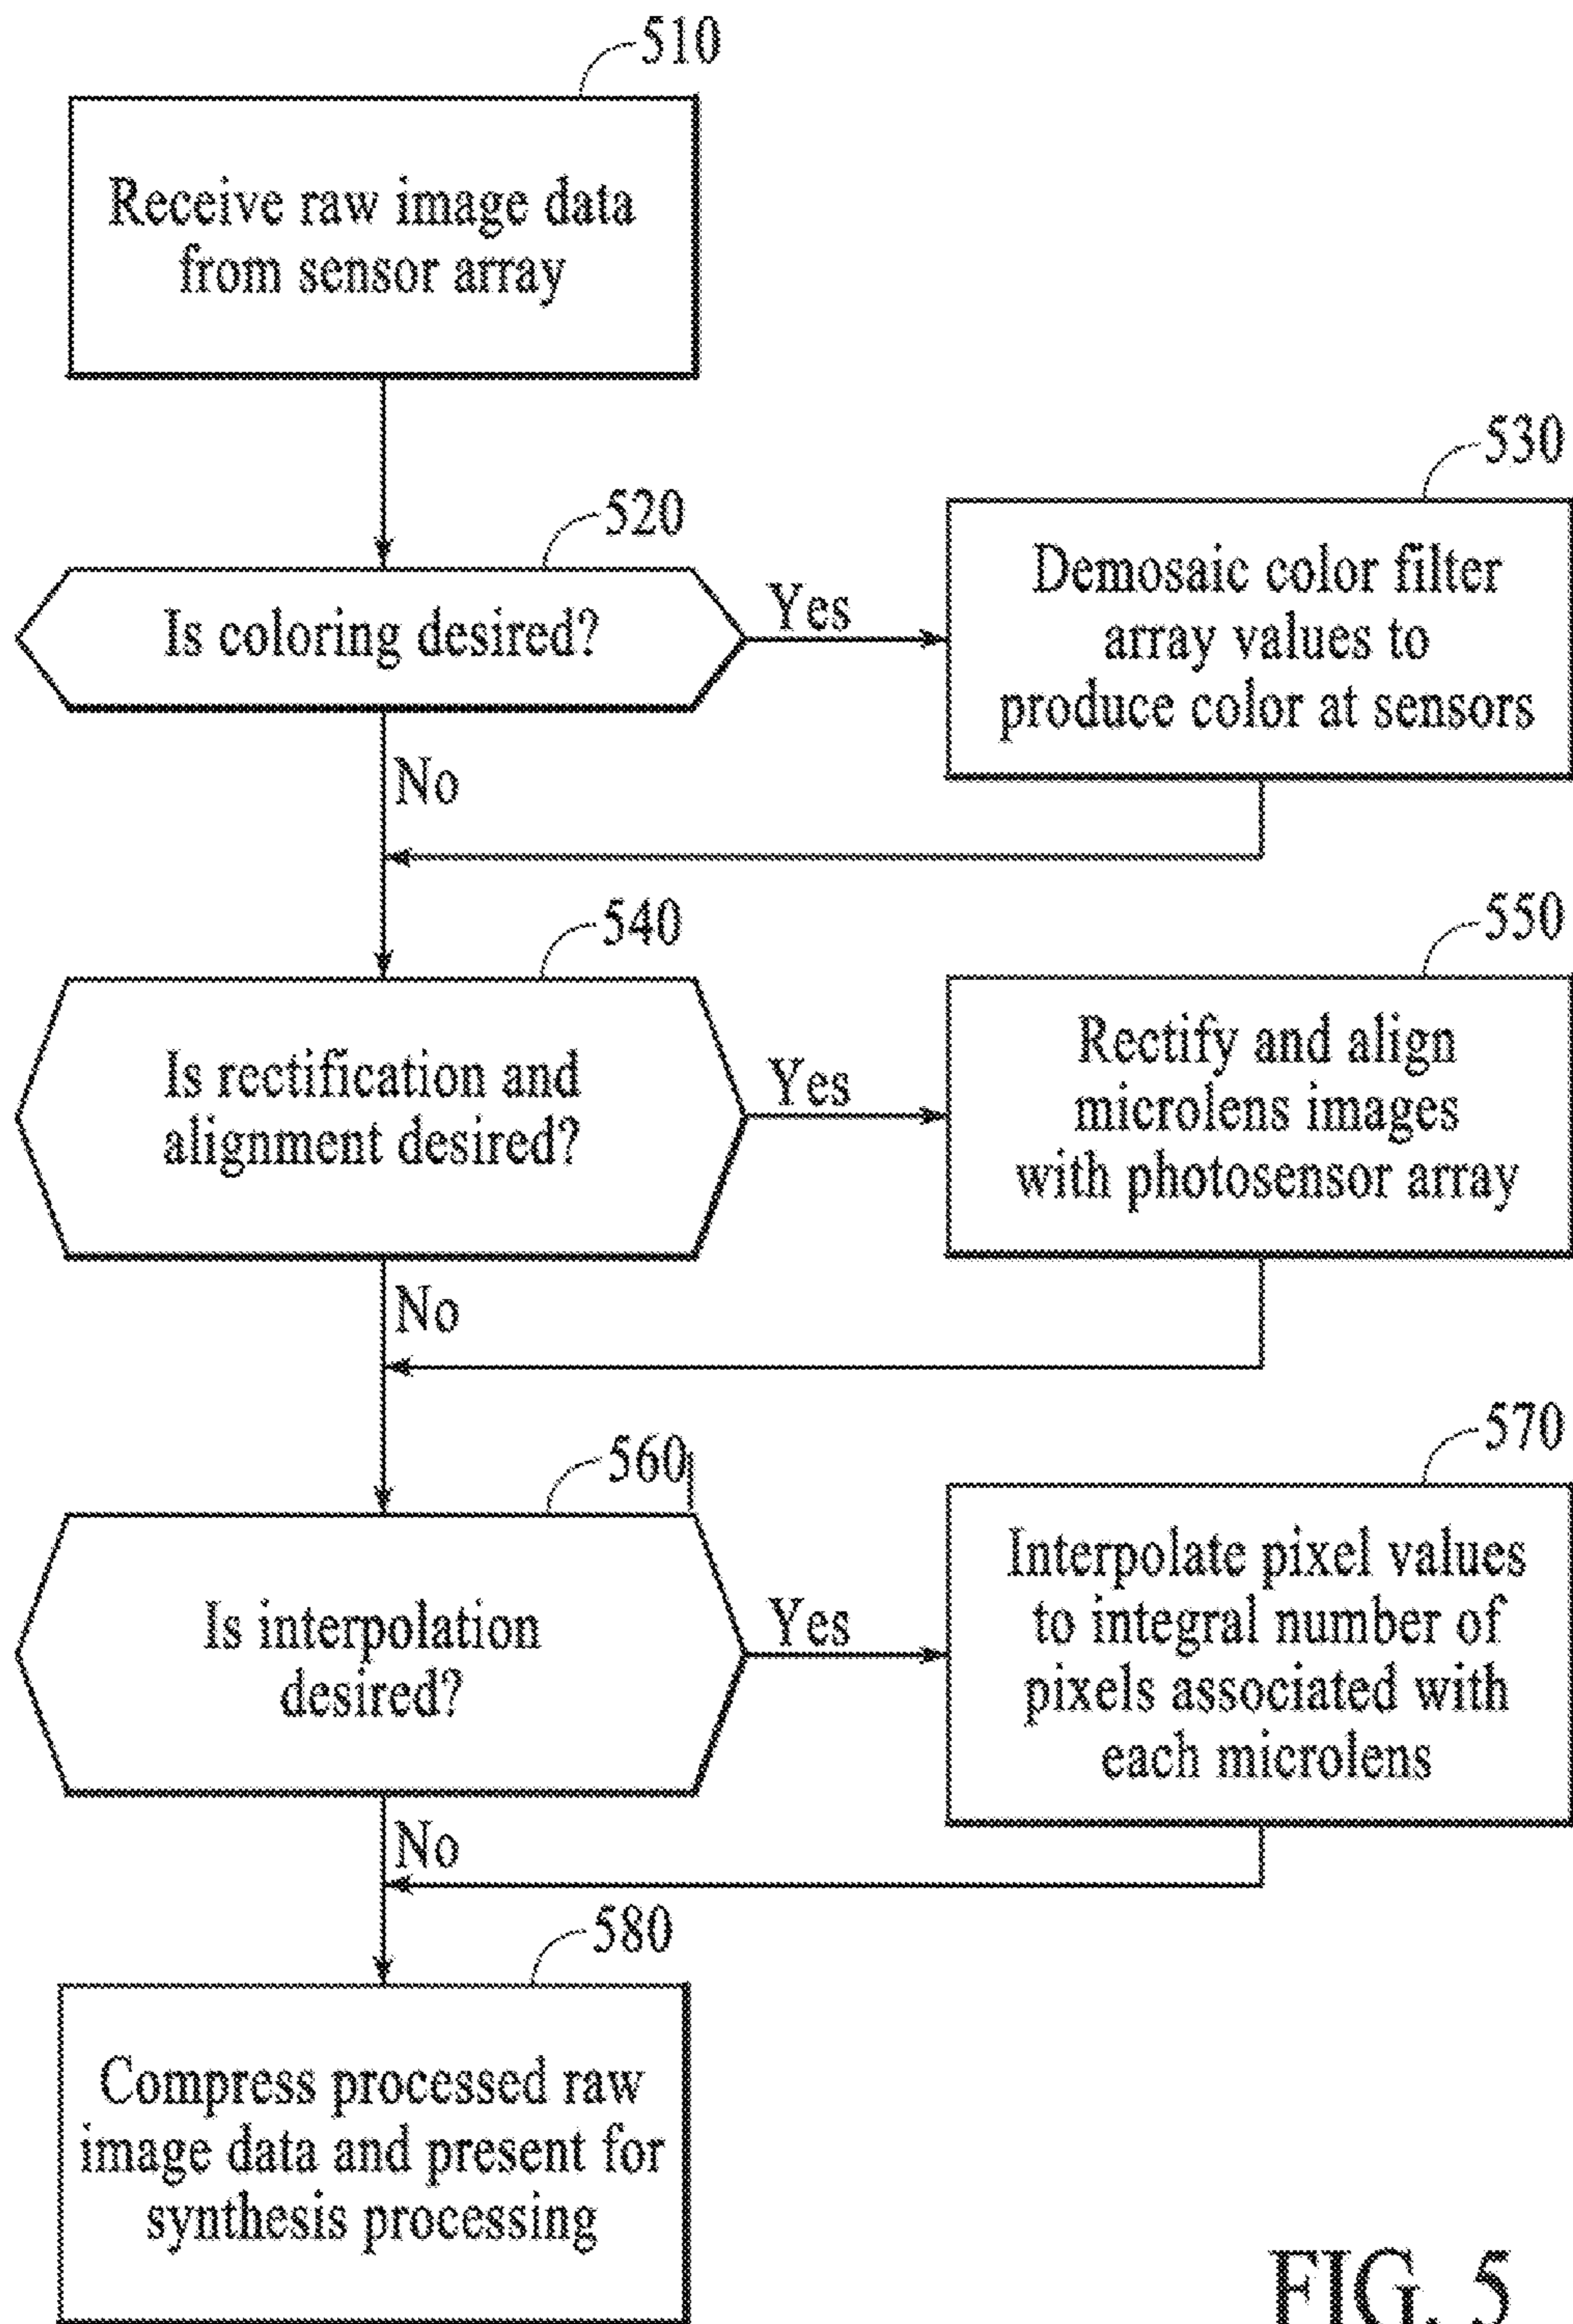 510
Receive raw image data
from sensor array
520
Is coloring desired?
Yes
No
530
Demosaic color filter
array values to
produce color at sensors
540
Is rectification and
alignment desired?
Yes
No
550
Rectify and align
microlens images
with photosensor array
560
Is interpolation
desired?
Yes
No
570
Interpolate pixel values
to integral number of
pixels associated with
each microlens
580
Compress processed raw
image data and present for
synthesis processing
FIG. 5